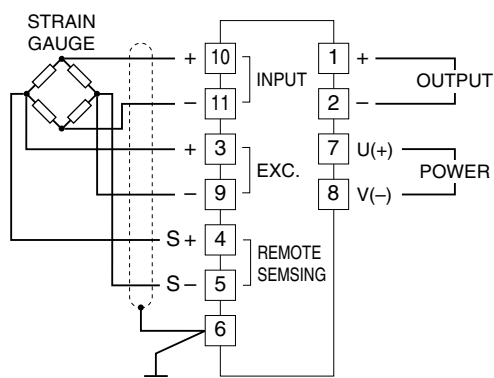 STRAIN
GAUGE
+ 10
INPUT
− 11
+ 3
EXC.
− 9
S + 4
REMOTE
SEMSING
S − 5
6
1 +
OUTPUT
2 −
7 U(+)
POWER
8 V(−)